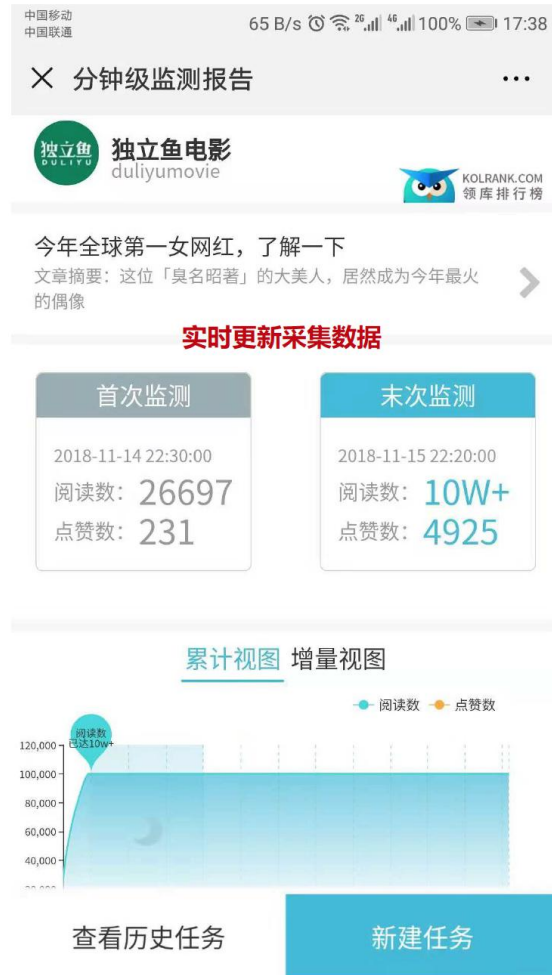 中国移动
中国联通
65 B/s 2G 4G 100% 17:38
分钟级监测报告
独立鱼
DULIYU
独立鱼电影
duliyumovie
KOLRANK.COM
领库排行榜
今年全球第一女网红，了解一下
文章摘要：这位「臭名昭著」的大美人，居然成为今年最火
的偶像
实时更新采集数据
首次监测
2018-11-14 22:30:00
阅读数：26697
点赞数：231
末次监测
2018-11-15 22:20:00
阅读数：10W+
点赞数：4925
累计视图 增量视图
阅读数 点赞数
阅读数
已达10w+
120,000
100,000
80,000
60,000
40,000
查看历史任务
新建任务